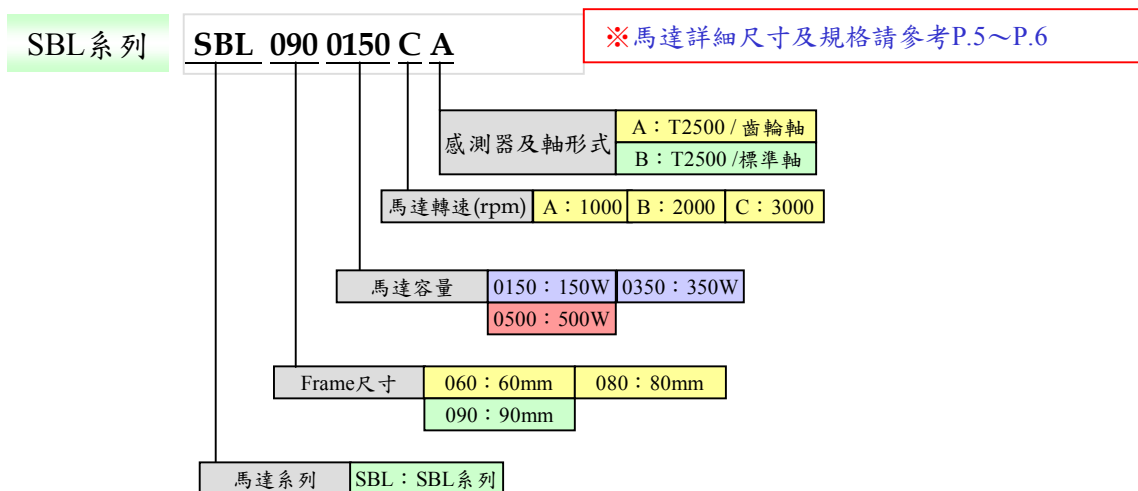 SBL系列 SBL 090 0150 C A ※馬達詳細尺寸及規格請參考P.5～P.6
感測器及軸形式 A：T2500 / 齒輪軸
B：T2500 /標準軸
馬達轉速(rpm) A：1000 B：2000 C：3000
馬達容量 0150：150W 0350：350W
0500：500W
Frame尺寸 060：60mm 080：80mm
090：90mm
馬達系列 SBL：SBL系列